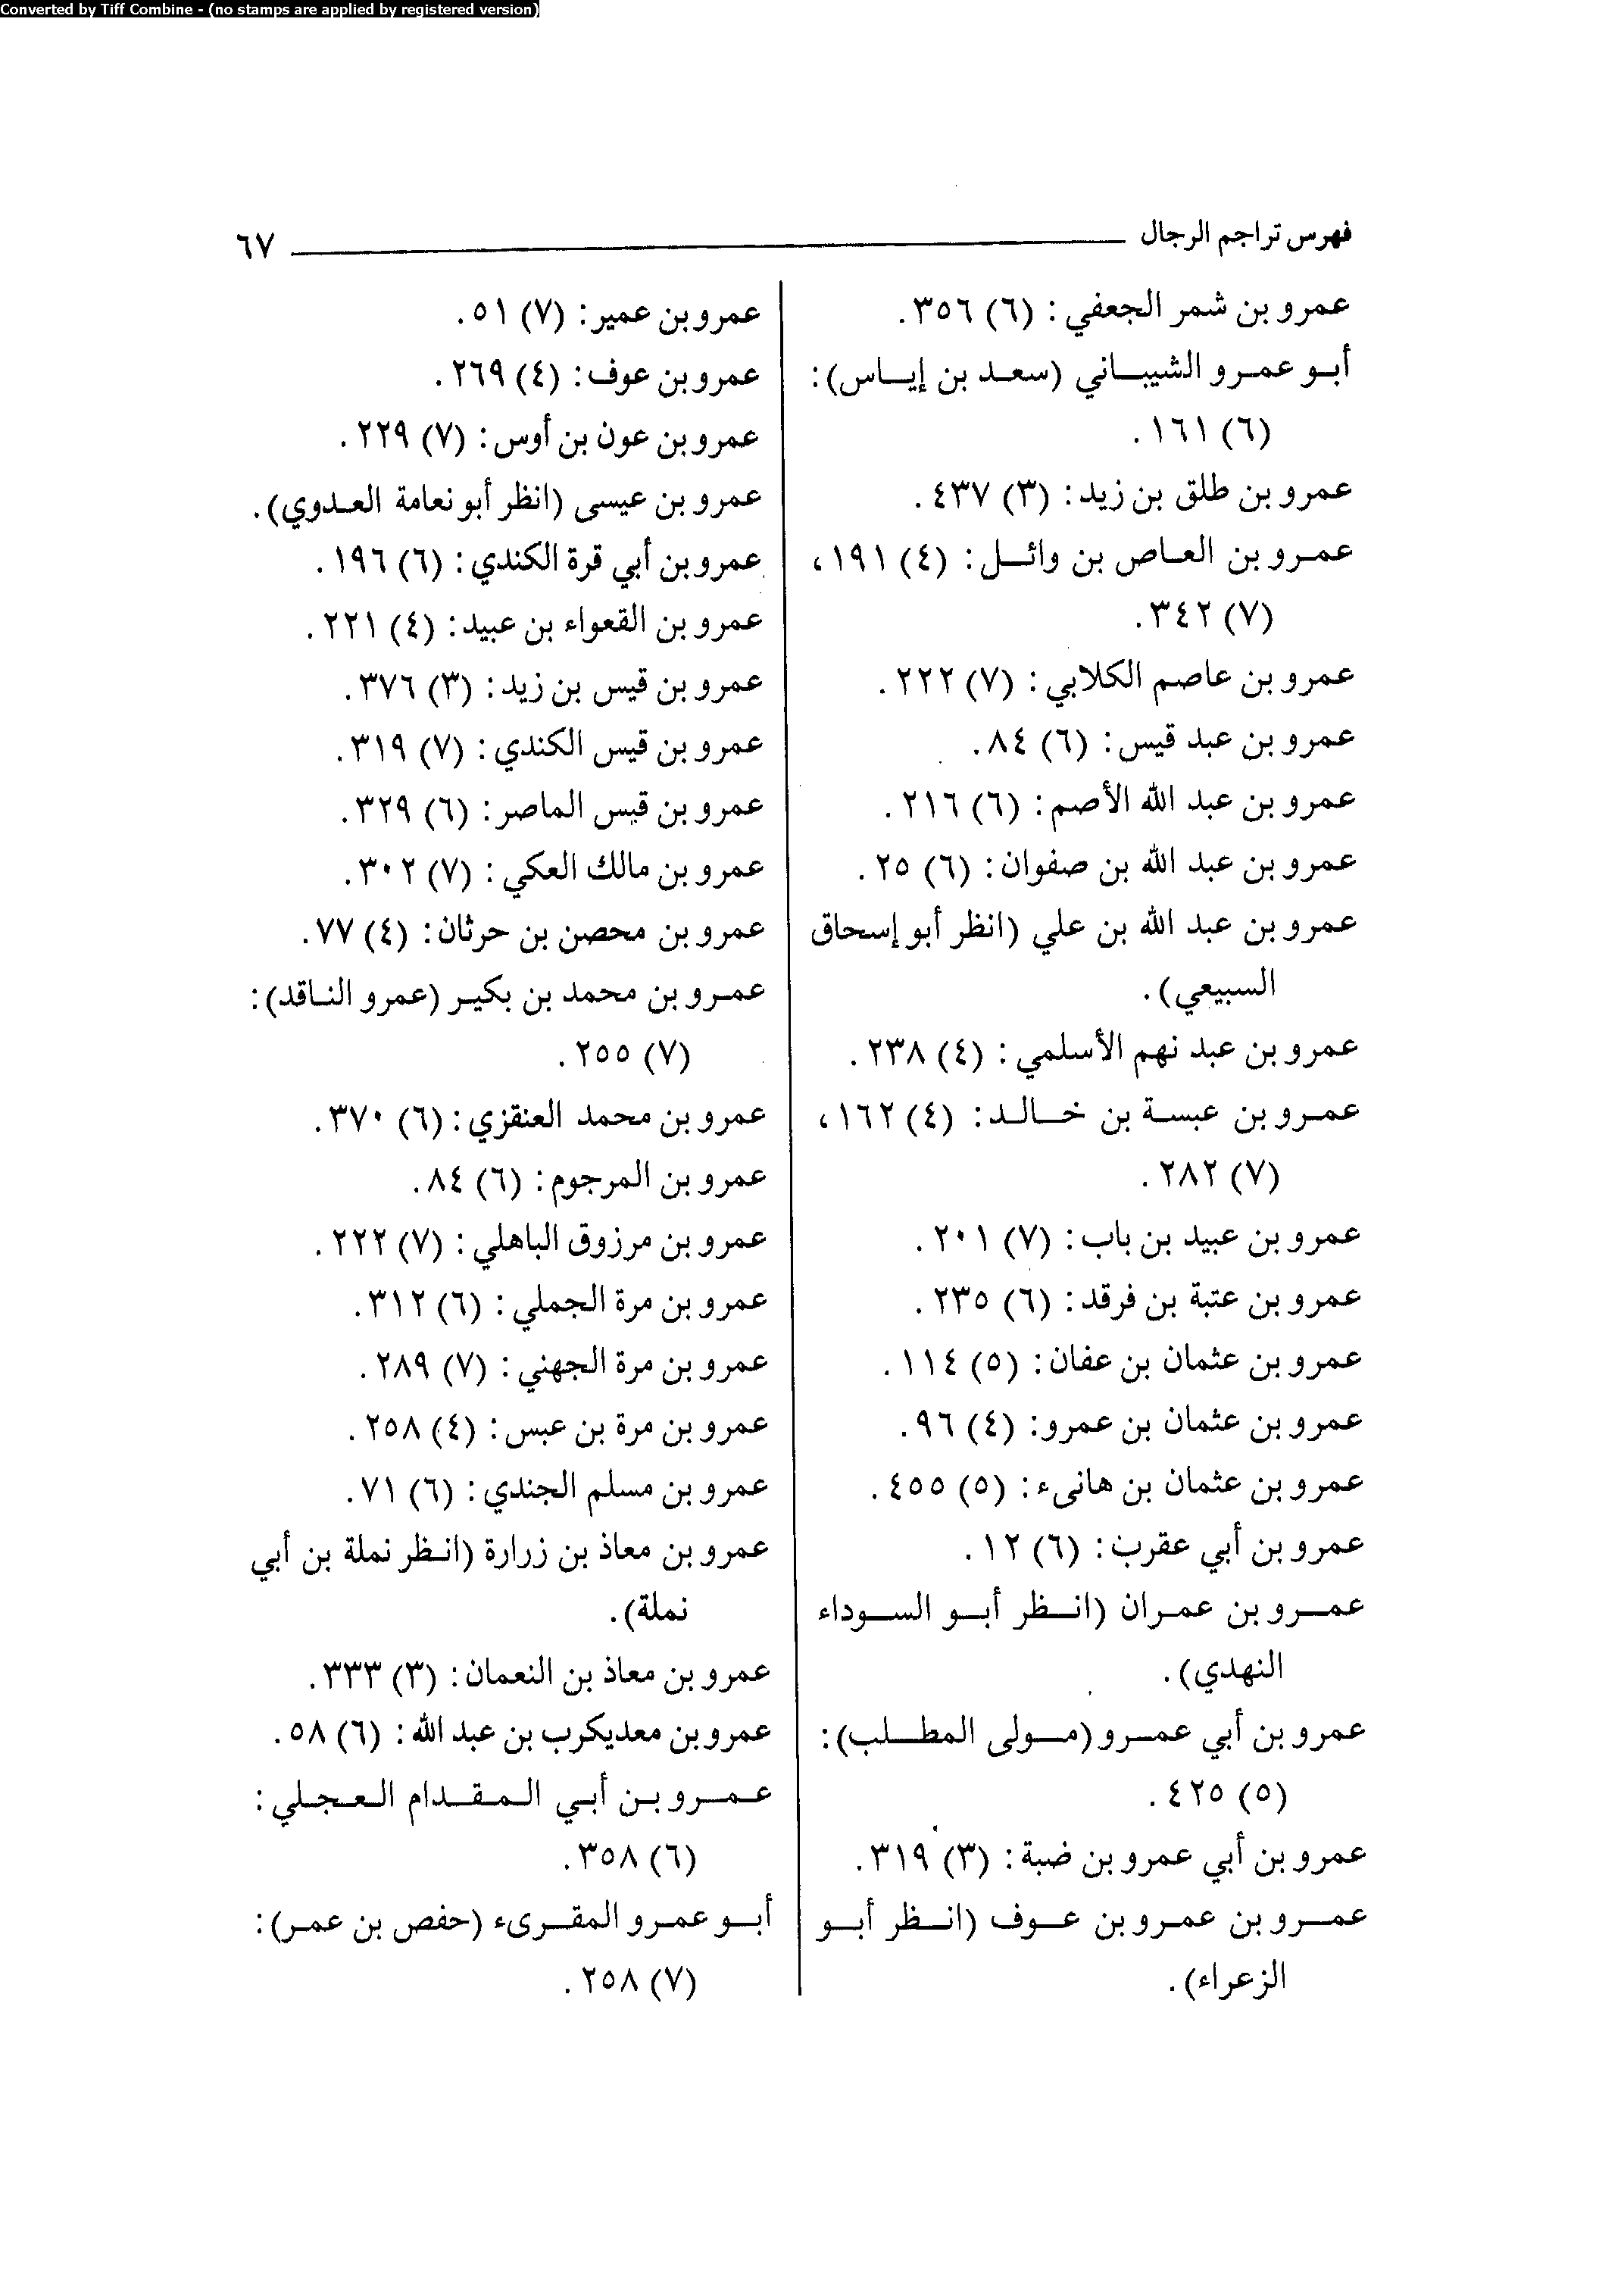 Converted by Tiff Combine - (no stamps are applied by registered version)
فهرس تراجم الرجال ٦٧
عمرو بن شمر الجعفي: (٦) ٣٥٦.
أبو عمرو الشيباني (سعد بن إياس):
(٦) ١٦١.
عمرو بن طلق بن زيد: (٣) ٤٣٧.
عمرو بن العاص بن وائل: (٤) ١٩١،
(٧) ٣٤٢.
عمرو بن عاصم الكلابي: (٧) ٢٢٢.
عمرو بن عبد قيس: (٦) ٨٤.
عمرو بن عبد الله الأصم: (٦) ٢١٦.
عمرو بن عبد الله بن صفوان: (٦) ٢٥.
عمرو بن عبد الله بن علي (انظر أبو إسحاق
السبيعي).
عمرو بن عبد نهم الأسلمي: (٤) ٢٣٨.
عمرو بن عبسة بن خالد: (٤) ١٦٢،
(٧) ٢٨٢.
عمرو بن عبيد بن باب: (٧) ٢٠١.
عمرو بن عتبة بن فرقد: (٦) ٢٣٥.
عمرو بن عثمان بن عفان: (٥) ١١٤.
عمرو بن عثمان بن عمرو: (٤) ٩٦.
عمرو بن عثمان بن هانىء: (٥) ٤٥٥.
عمرو بن أبي عقرب: (٦) ١٢.
عمرو بن عمران (انظر أبو السوداء
النهدي).
عمرو بن أبي عمرو (مولى المطلب):
(٥) ٤٢٥.
عمرو بن أبي عمرو بن ضبة: (٣) ٣١٩.
عمرو بن عمرو بن عوف (انظر أبو
الزعراء).
عمرو بن عمير: (٧) ٥١.
عمرو بن عوف: (٤) ٢٦٩.
عمرو بن عون بن أوس: (٧) ٢٢٩.
عمرو بن عيسى (انظر أبو نعامة العدوي).
عمرو بن أبي قرة الكندي: (٦) ١٩٦.
عمرو بن القعواء بن عبيد: (٤) ٢٢١.
عمرو بن قيس بن زيد: (٣) ٣٧٦.
عمرو بن قيس الكندي: (٧) ٣١٩.
عمرو بن قيس الماصر: (٦) ٣٢٩.
عمرو بن مالك العكي: (٧) ٣٠٢.
عمرو بن محصن بن حرثان: (٤) ٧٧.
عمرو بن محمد بن بكير (عمرو الناقد):
(٧) ٢٥٥.
عمرو بن محمد العنقزي: (٦) ٣٧٠.
عمرو بن المرجوم: (٦) ٨٤.
عمرو بن مرزوق الباهلي: (٧) ٢٢٢.
عمرو بن مرة الجملي: (٦) ٣١٢.
عمرو بن مرة الجهني: (٧) ٢٨٩.
عمرو بن مرة بن عبس: (٤) ٢٥٨.
عمرو بن مسلم الجندي: (٦) ٧١.
عمرو بن معاذ بن زرارة (انظر نملة بن أبي
نملة).
عمرو بن معاذ بن النعمان: (٣) ٣٣٣.
عمرو بن معديكرب بن عبد الله: (٦) ٥٨.
عمرو بن أبي المقدام العجلي:
(٦) ٣٥٨.
أبو عمرو المقرىء (حفص بن عمر):
(٧) ٢٥٨.